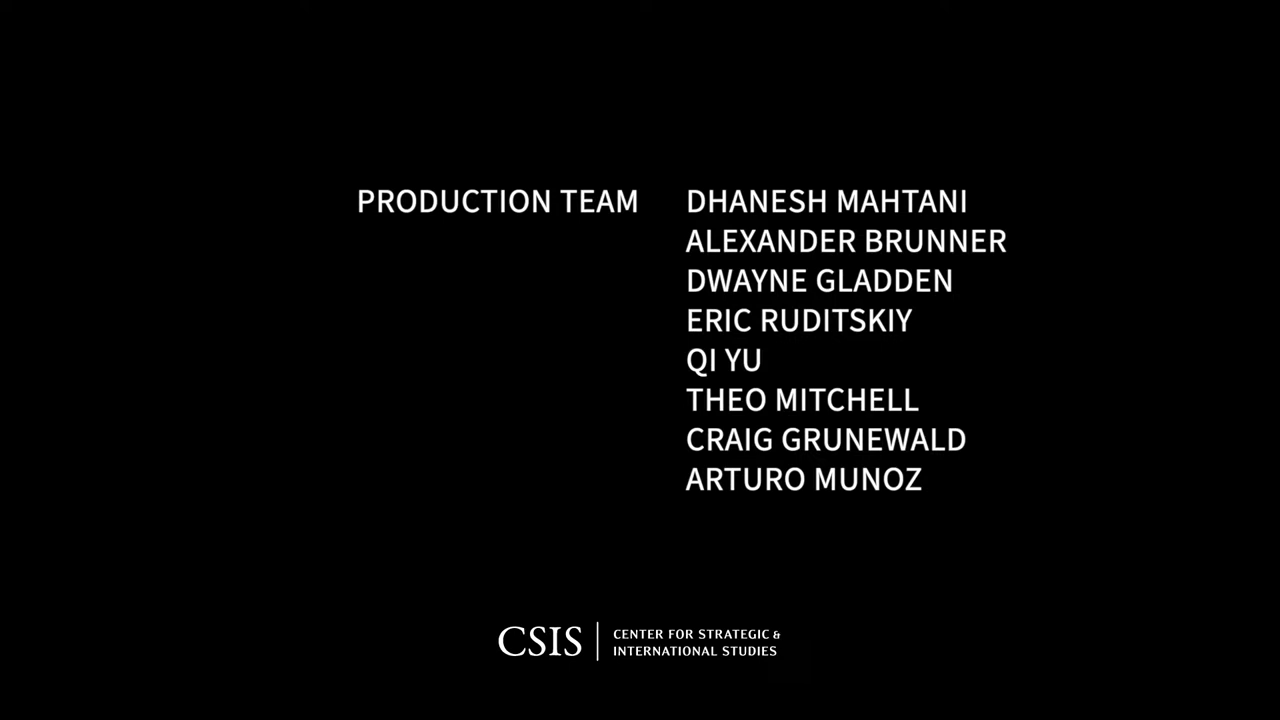 PRODUCTION TEAM DHANESH MAHTANI
ALEXANDER BRUNNER
DWAYNE GLADDEN
ERIC RUDITSKIY
QI YU
THEO MITCHELL
CRAIG GRUNEWALD
ARTURO MUNOZ
CSIS CENTER FOR STRATEGIC &
INTERNATIONAL STUDIES